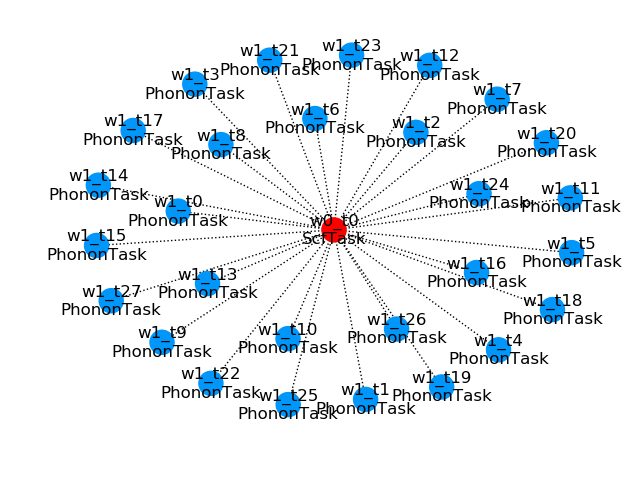 w1_t21
PhononTask
w1_t23
PhononTask
w1_t12
PhononTask
w1_t3
PhononTask
w1_t7
PhononTask
w1_t6
PhononTask
w1_t17
PhononTask
w1_t8
PhononTask
w1_t2
PhononTask
w1_t20
PhononTask
w1_t14
PhononTask
w1_t24
PhononTask
w1_t11
PhononTask
w1_t0
PhononTask
w0_t0
ScfTask
w1_t15
PhononTask
w1_t5
PhononTask
w1_t16
PhononTask
w1_t13
PhononTask
w1_t27
PhononTask
w1_t18
PhononTask
w1_t26
PhononTask
w1_t10
PhononTask
w1_t9
PhononTask
w1_t4
PhononTask
w1_t22
PhononTask
w1_t19
PhononTask
w1_t1
PhononTask
w1_t25
PhononTask